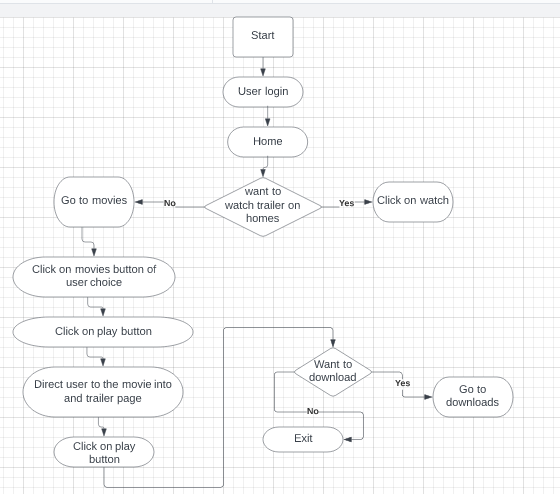 Start
User login
Home
want to
watch trailer on
homes
No
Yes
Go to movies
Click on watch
Click on movies button of
user choice
Click on play button
Direct user to the movie into
and trailer page
Click on play
button
Want to
download
Yes
No
Go to
downloads
Exit